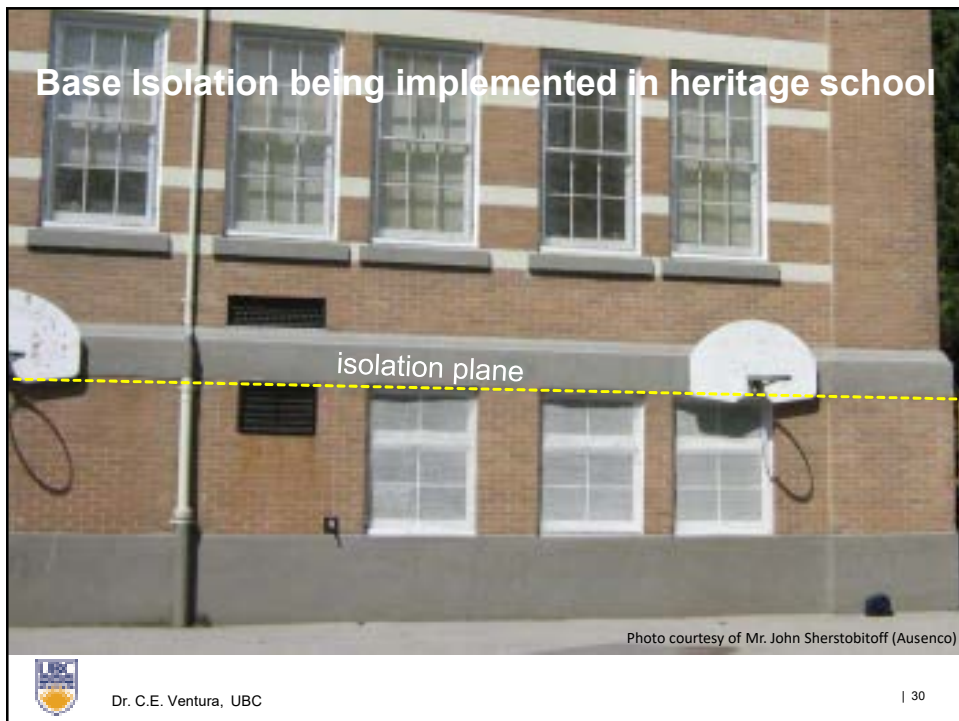 Base Isolation being implemented in heritage school
isolation plane
Photo courtesy of Mr. John Sherstobitoff (Ausenco)
UBC
Dr. C.E. Ventura, UBC
| 30